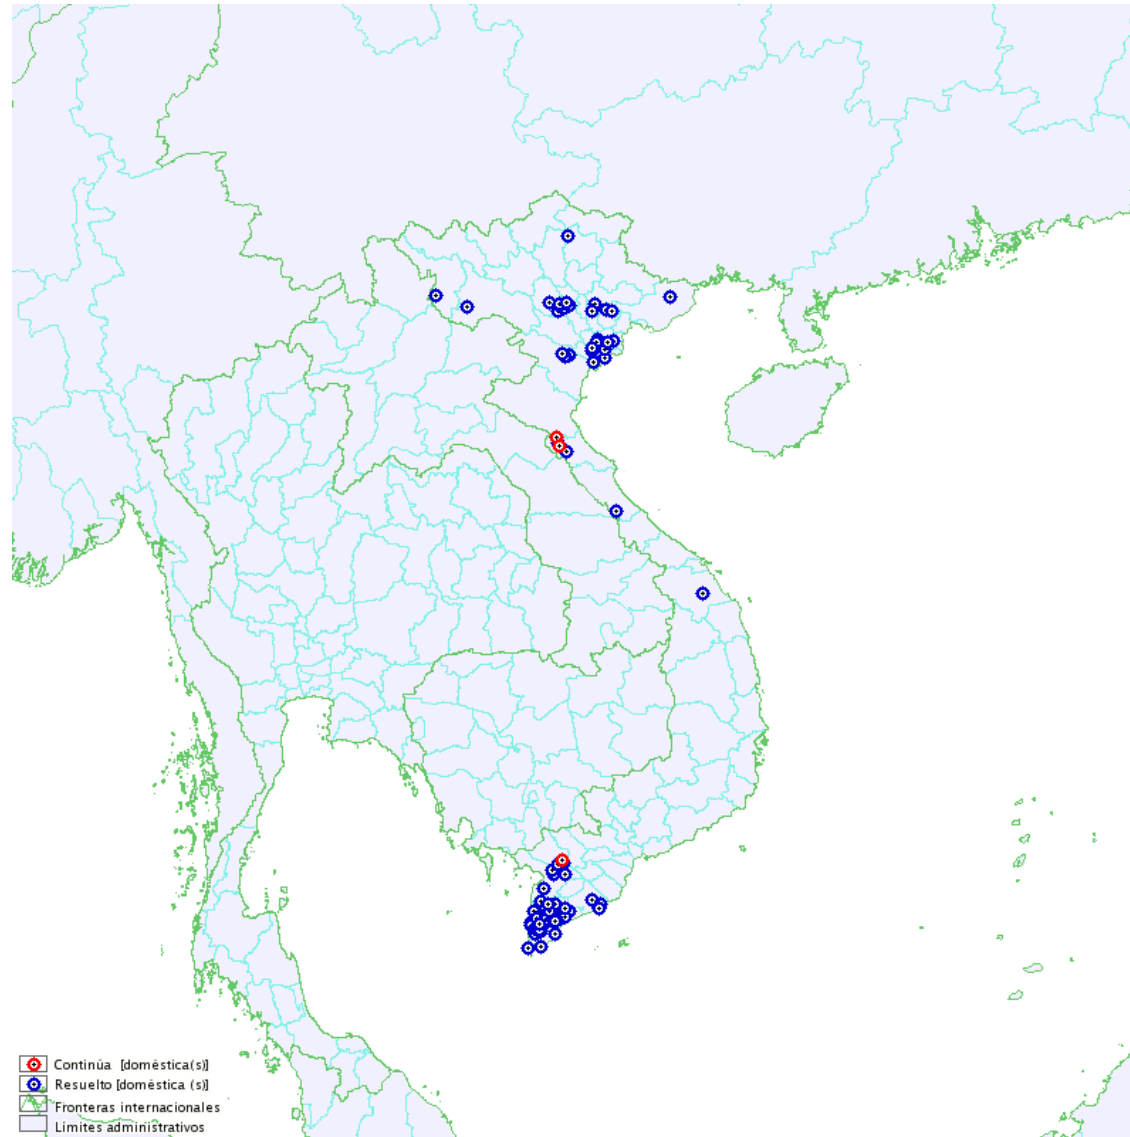 Continúa [doméstica(s)]
Resuelto [doméstica (s)]
Fronteras internacionales
Límites administrativos